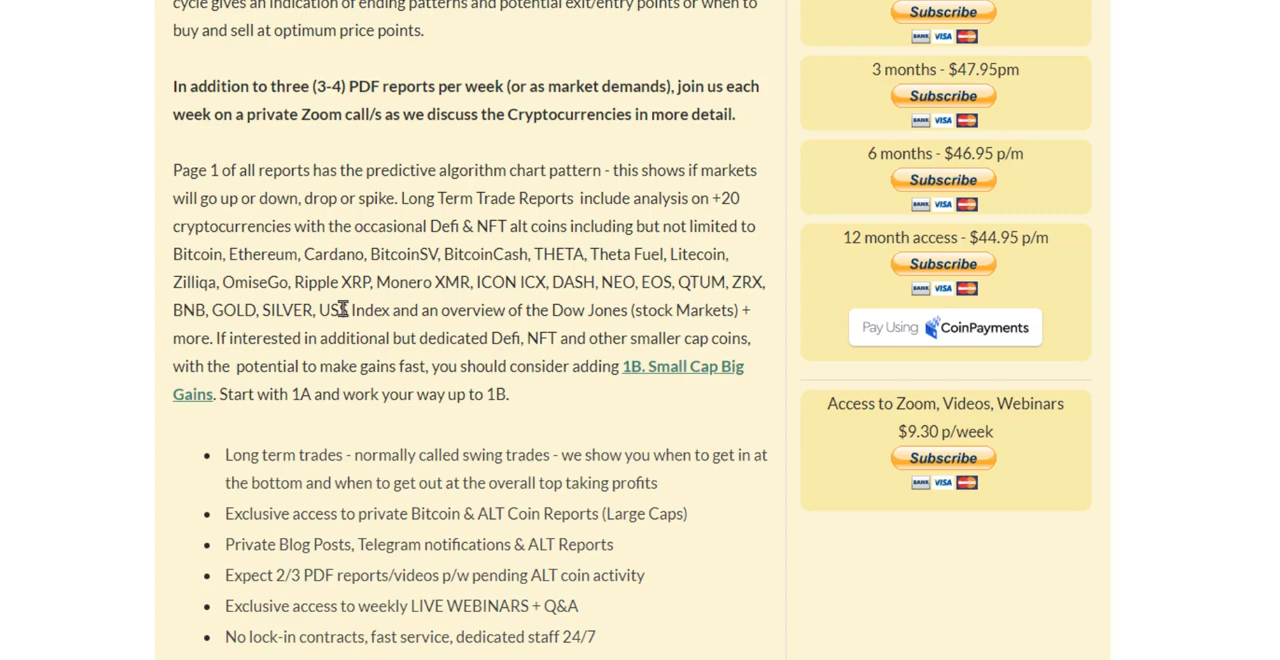 cycle gives an indication of ending patterns and potential exit/entry points or when to
buy and sell at optimum price points.
In addition to three (3-4) PDF reports per week (or as market demands), join us each
week on a private Zoom call/s as we discuss the Cryptocurrencies in more detail.
Page 1 of all reports has the predictive algorithm chart pattern - this shows if markets
will go up or down, drop or spike. Long Term Trade Reports include analysis on +20
cryptocurrencies with the occasional Defi & NFT alt coins including but not limited to
Bitcoin, Ethereum, Cardano, BitcoinSV, BitcoinCash, THETA, Theta Fuel, Litecoin,
Zilliqa, OmiseGo, Ripple XRP, Monero XMR, ICON ICX, DASH, NEO, EOS, QTUM, ZRX,
BNB, GOLD, SILVER, US$ Index and an overview of the Dow Jones (stock Markets) +
more. If interested in additional but dedicated Defi, NFT and other smaller cap coins,
with the potential to make gains fast, you should consider adding 1B. Small Cap Big
Gains. Start with 1A and work your way up to 1B.
Long term trades - normally called swing trades - we show you when to get in at
the bottom and when to get out at the overall top taking profits
Exclusive access to private Bitcoin & ALT Coin Reports (Large Caps)
Private Blog Posts, Telegram notifications & ALT Reports
Expect 2/3 PDF reports/videos p/w pending ALT coin activity
Exclusive access to weekly LIVE WEBINARS + Q&A
No lock-in contracts, fast service, dedicated staff 24/7
Subscribe
BANK VISA
3 months - $47.95pm
Subscribe
BANK VISA
6 months - $46.95 p/m
Subscribe
BANK VISA
12 month access - $44.95 p/m
Subscribe
BANK VISA
Pay Using CoinPayments
Access to Zoom, Videos, Webinars
$9.30 p/week
Subscribe
BANK VISA